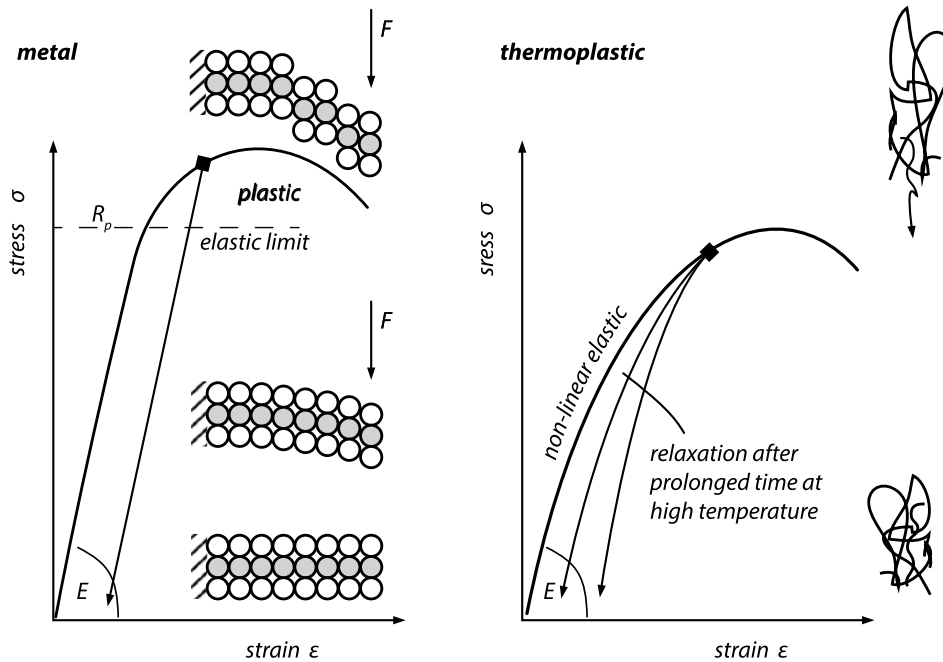 metal
F
stress σ
Rp
plastic
elastic limit
F
E
strain ε
thermoplastic
sress σ
non-linear elastic
relaxation after
prolonged time at
high temperature
E
strain ε